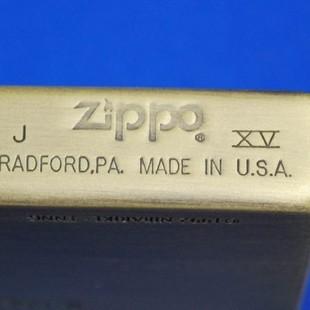 Zippo®
J XV
RADFORD,PA. MADE IN U.S.A.